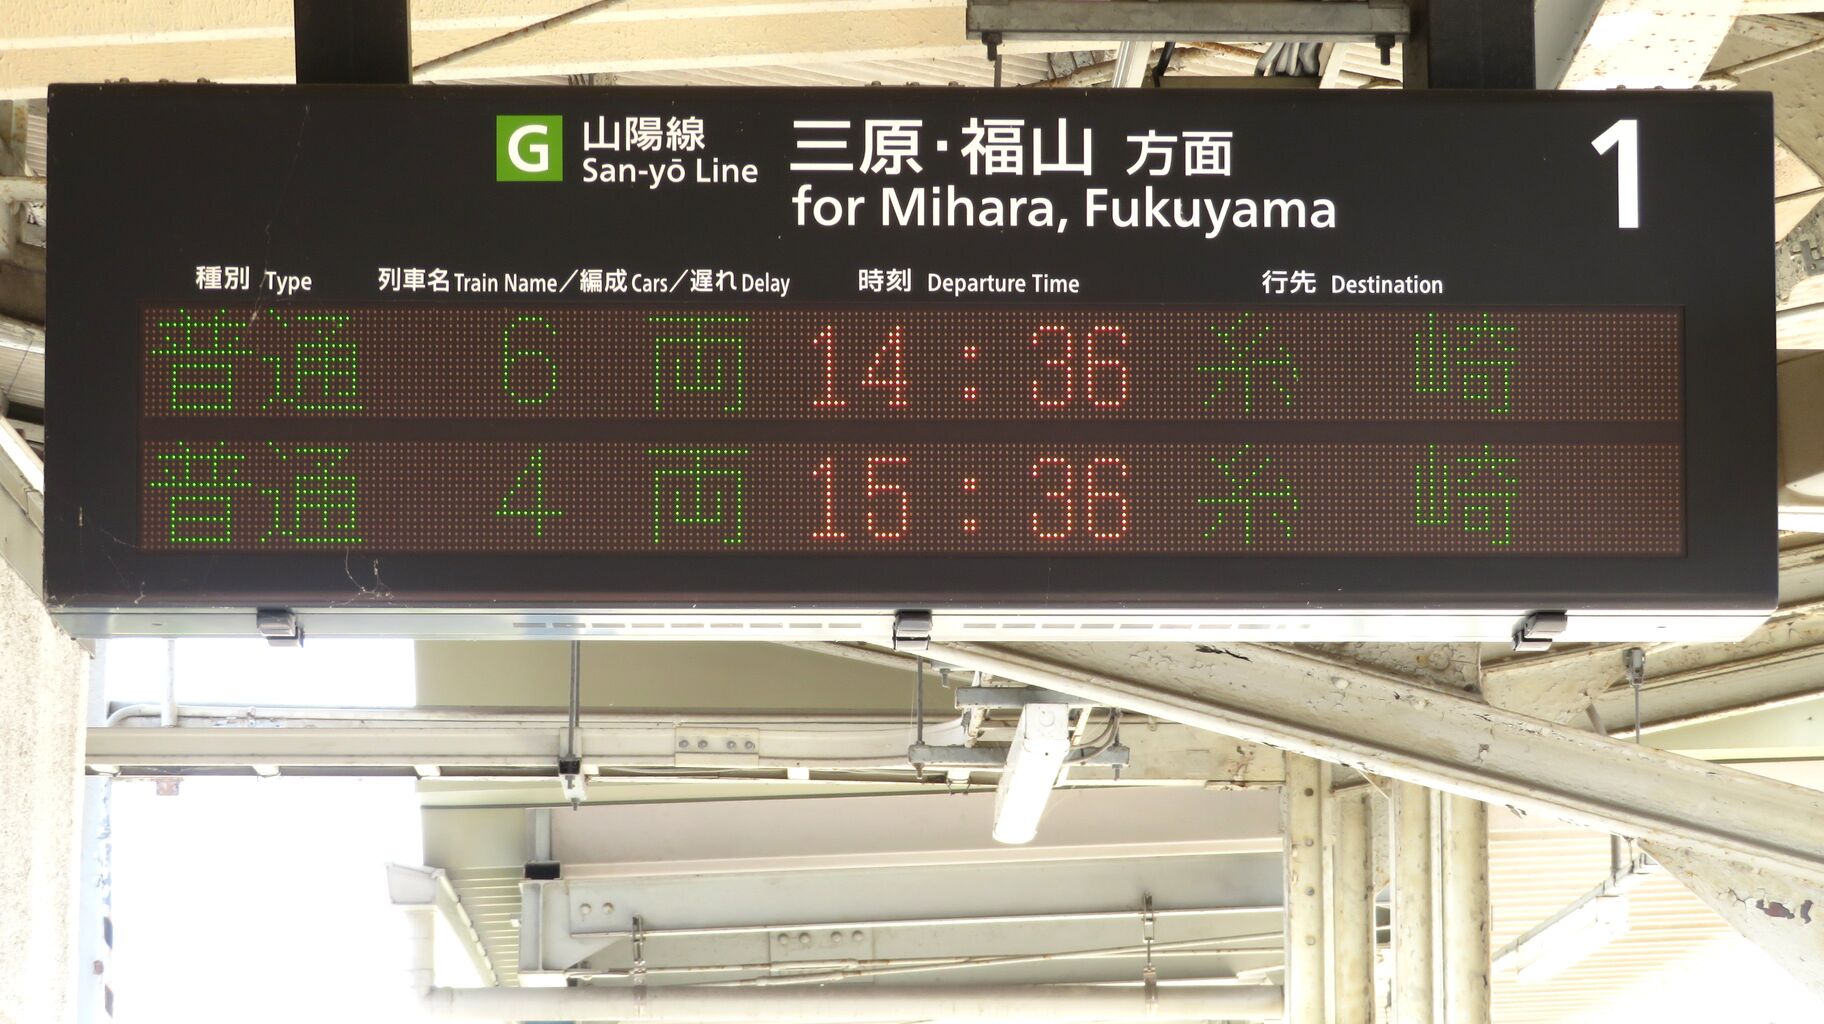 G 山陽線 三原・福山 方面 1
San-yō Line for Mihara, Fukuyama
種別 Type 列車名 Train Name／編成 Cars／遅れ Delay 時刻 Departure Time 行先 Destination
普通 6両 14:36 糸崎
普通 4両 15:36 糸崎